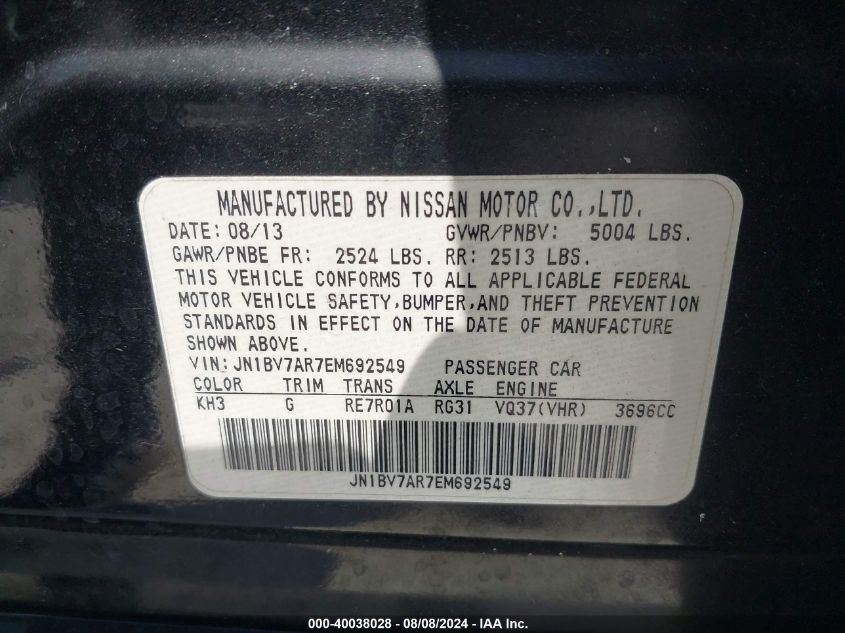 MANUFACTURED BY NISSAN MOTOR CO.,LTD.
DATE: 08/13 GVWR/PNBV: 5004 LBS.
GAWR/PNBE FR: 2524 LBS. RR: 2513 LBS.
THIS VEHICLE CONFORMS TO ALL APPLICABLE FEDERAL
MOTOR VEHICLE SAFETY,BUMPER,AND THEFT PREVENTION
STANDARDS IN EFFECT ON THE DATE OF MANUFACTURE
SHOWN ABOVE.
VIN:JN1BV7AR7EM692549 PASSENGER CAR
COLOR TRIM TRANS AXLE ENGINE
KH3 G RE7R01A RG31 VQ37(VHR) 3696CC
JN1BV7AR7EM692549
000-40038028 - 08/08/2024 - IAA Inc.